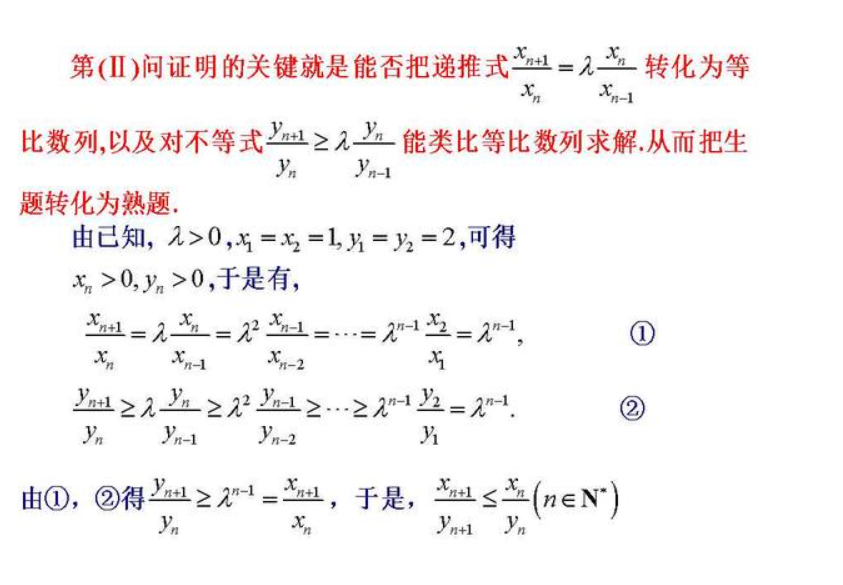 第(Ⅱ)问证明的关键就是能否把递推式 $\frac{x_{n+1}}{x_n}=\lambda\frac{x_n}{x_{n-1}}$ 转化为等
比数列,以及对不等式 $\frac{y_{n+1}}{y_n}\geq\lambda\frac{y_n}{y_{n-1}}$ 能类比等比数列求解.从而把生
题转化为熟题.
由已知, $\lambda>0,x_1=x_2=1,y_1=y_2=2$,可得
$x_n>0,y_n>0$,于是有,
$\frac{x_{n+1}}{x_n}=\lambda\frac{x_n}{x_{n-1}}=\lambda^2\frac{x_{n-1}}{x_{n-2}}=\cdots=\lambda^{n-1}\frac{x_2}{x_1}=\lambda^{n-1},$ ①
$\frac{y_{n+1}}{y_n}\geq\lambda\frac{y_n}{y_{n-1}}\geq\lambda^2\frac{y_{n-1}}{y_{n-2}}\geq\cdots\geq\lambda^{n-1}\frac{y_2}{y_1}=\lambda^{n-1}.$ ②
由①, ②得 $\frac{y_{n+1}}{y_n}\geq\lambda^{n-1}=\frac{x_{n+1}}{x_n}$, 于是, $\frac{x_{n+1}}{y_{n+1}}\leq\frac{x_n}{y_n}(n\in\mathbf{N}^*)$